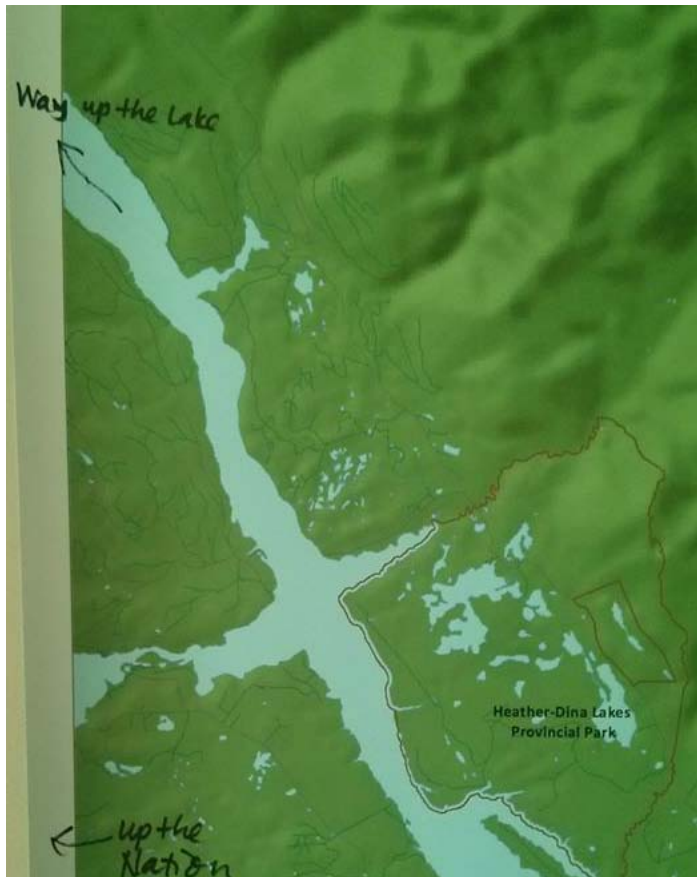 Way up the Lake
Heather-Dina Lakes
Provincial Park
up the
Nation